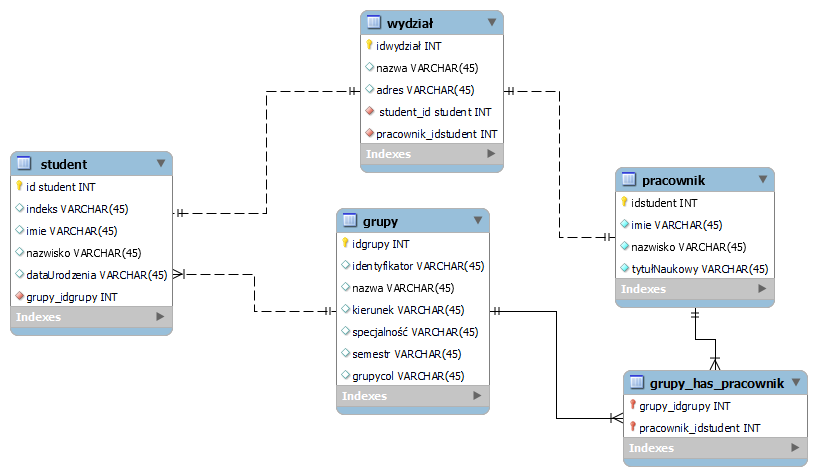 wydział
idwydział INT
nazwa VARCHAR(45)
adres VARCHAR(45)
student_id student INT
pracownik_idstudent INT
Indexes
student
id student INT
indeks VARCHAR(45)
imie VARCHAR(45)
nazwisko VARCHAR(45)
dataUrodzenia VARCHAR(45)
grupy_idgrupy INT
Indexes
grupy
idgrupy INT
identyfikator VARCHAR(45)
nazwa VARCHAR(45)
kierunek VARCHAR(45)
specjalność VARCHAR(45)
semestr VARCHAR(45)
grupycol VARCHAR(45)
Indexes
pracownik
idstudent INT
imie VARCHAR(45)
nazwisko VARCHAR(45)
tytułNaukowy VARCHAR(45)
Indexes
grupy_has_pracownik
grupy_idgrupy INT
pracownik_idstudent INT
Indexes